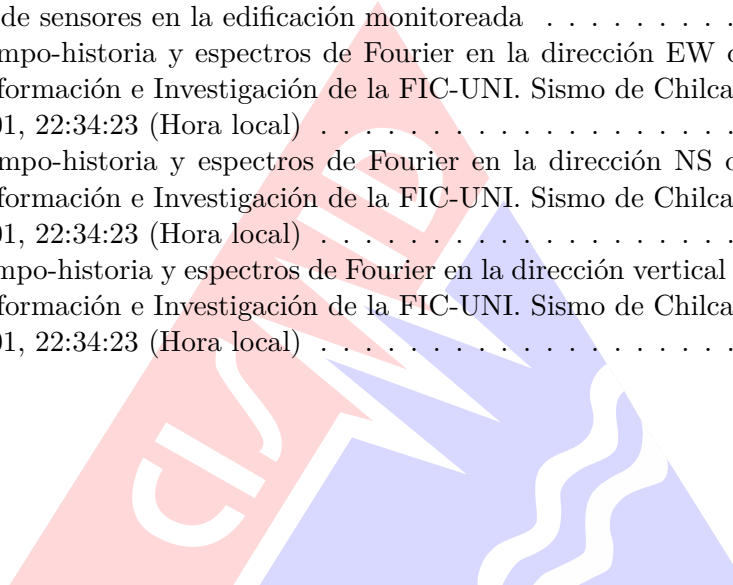 de sensores en la edificación monitoreada . . . . . . . . .
mpo-historia y espectros de Fourier en la dirección EW
formación e Investigación de la FIC-UNI. Sismo de Chilca
01, 22:34:23 (Hora local) . . . . . . . . . . . . . . . . . . .
mpo-historia y espectros de Fourier en la dirección NS
formación e Investigación de la FIC-UNI. Sismo de Chilca
01, 22:34:23 (Hora local) . . . . . . . . . . . . . . . . . . .
mpo-historia y espectros de Fourier en la dirección vertical
formación e Investigación de la FIC-UNI. Sismo de Chilca
01, 22:34:23 (Hora local) . . . . . . . . . . . . . . . . . . .
CISMID